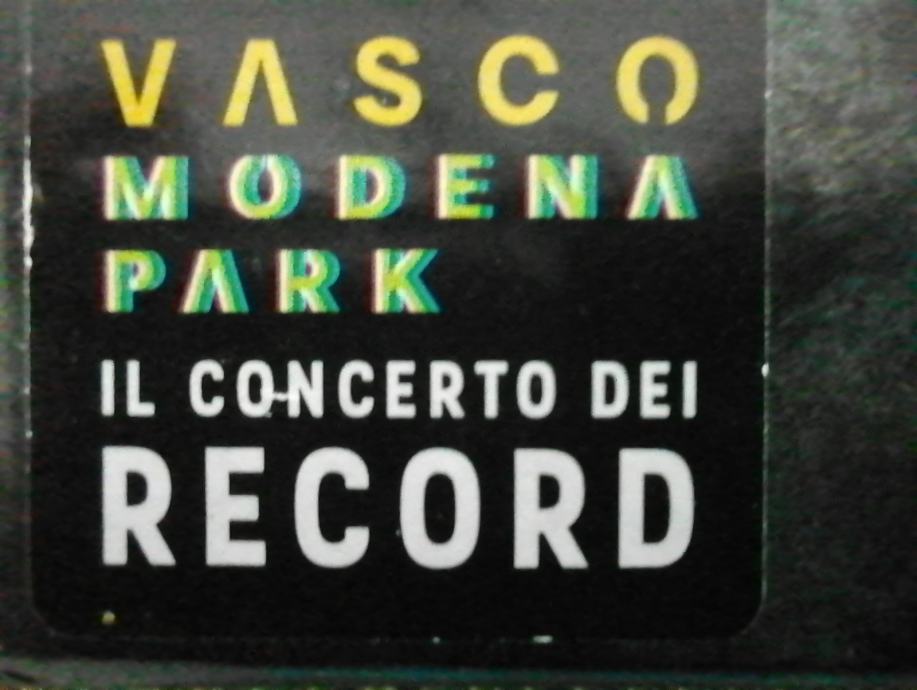 VASCO
MODENA
PARK
IL CONCERTO DEI
RECORD